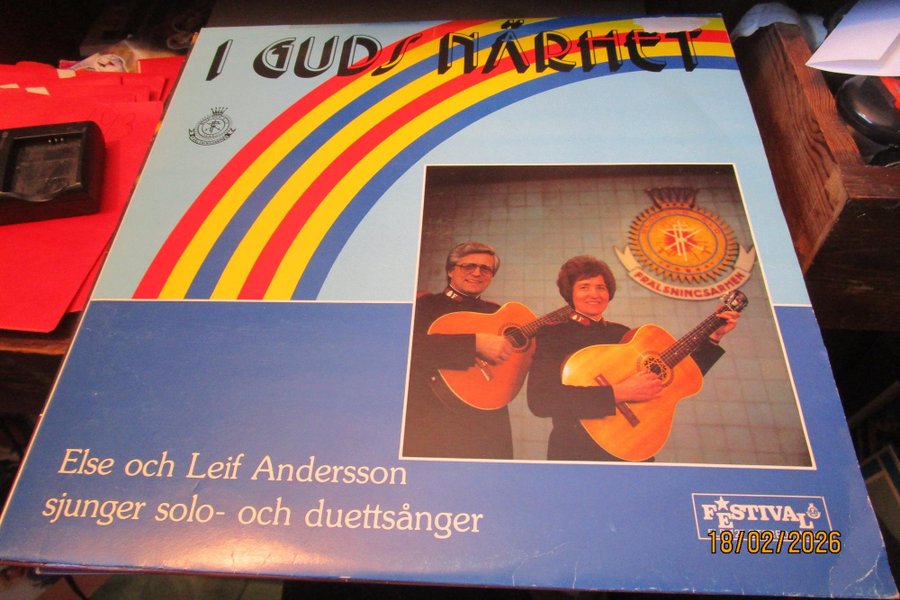 I GUDS NÄRHET
FRÄLSNINGSARMÉN
Else och Leif Andersson
sjunger solo- och duettsånger
FESTIVAL
18/02/2026